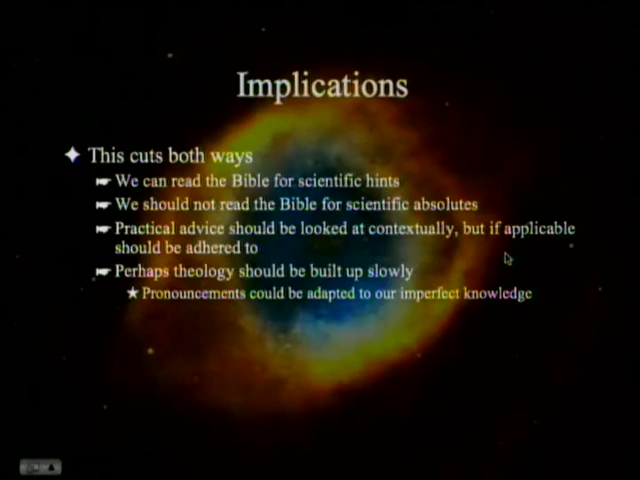 Implications
This cuts both ways
We can read the Bible for scientific hints
We should not read the Bible for scientific absolutes
Practical advice should be looked at contextually, but if applicable
should be adhered to
Perhaps theology should be built up slowly
Pronouncements could be adapted to our imperfect knowledge